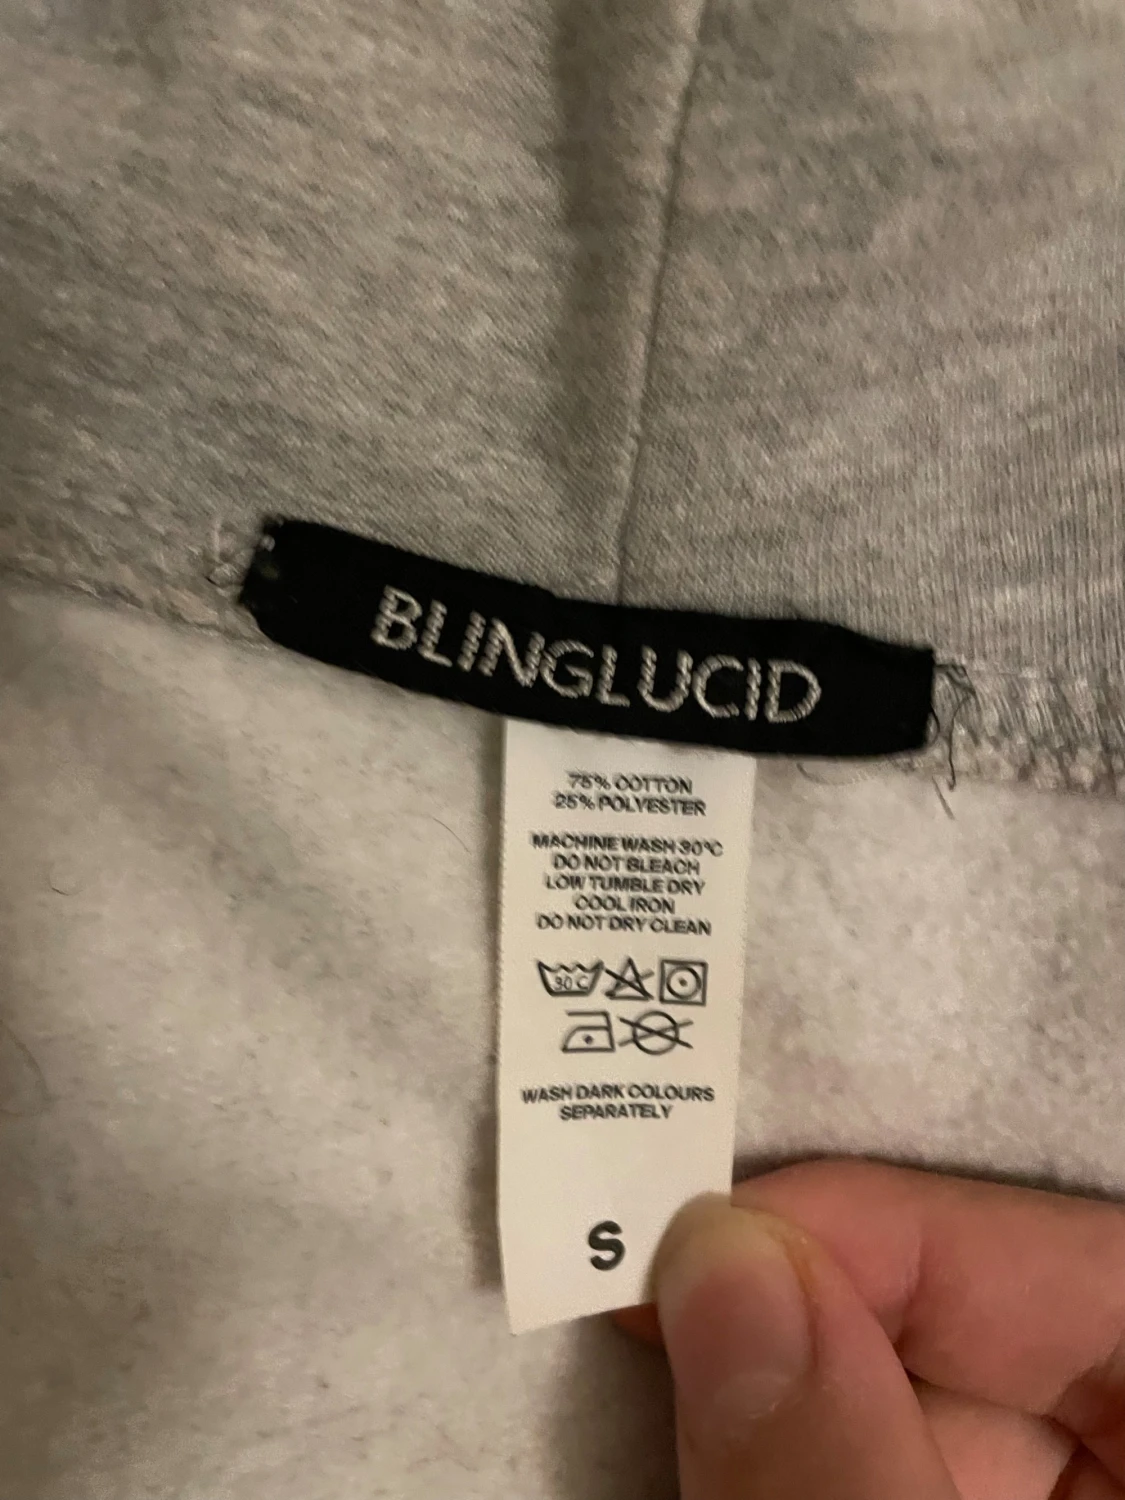 BLINGLUCID
75% COTTON
25% POLYESTER
MACHINE WASH 30°C
DO NOT BLEACH
LOW TUMBLE DRY
COOL IRON
DO NOT DRY CLEAN
30 C
WASH DARK COLOURS
SEPARATELY
S